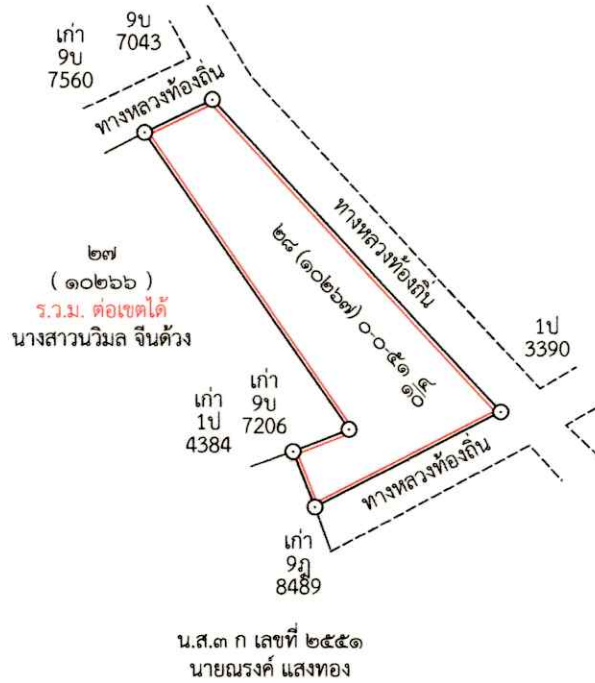 เก่า
9บ
7560
9บ
7043
ทางหลวงท้องถิ่น
ทางหลวงท้องถิ่น
๒๘ (๑๐๒๖๗) ๐-๐-๕๑ ๔/๑๐
๒๗
( ๑๐๒๖๖ )
ร.ว.ม. ต่อเขตได้
นางสาวนวิมล จีนด้วง
1ป
3390
เก่า
1ป
4384
เก่า
9บ
7206
ทางหลวงท้องถิ่น
เก่า
9ฎ
8489
น.ส.๓ ก เลขที่ ๒๕๕๑
นายณรงค์ แสงทอง